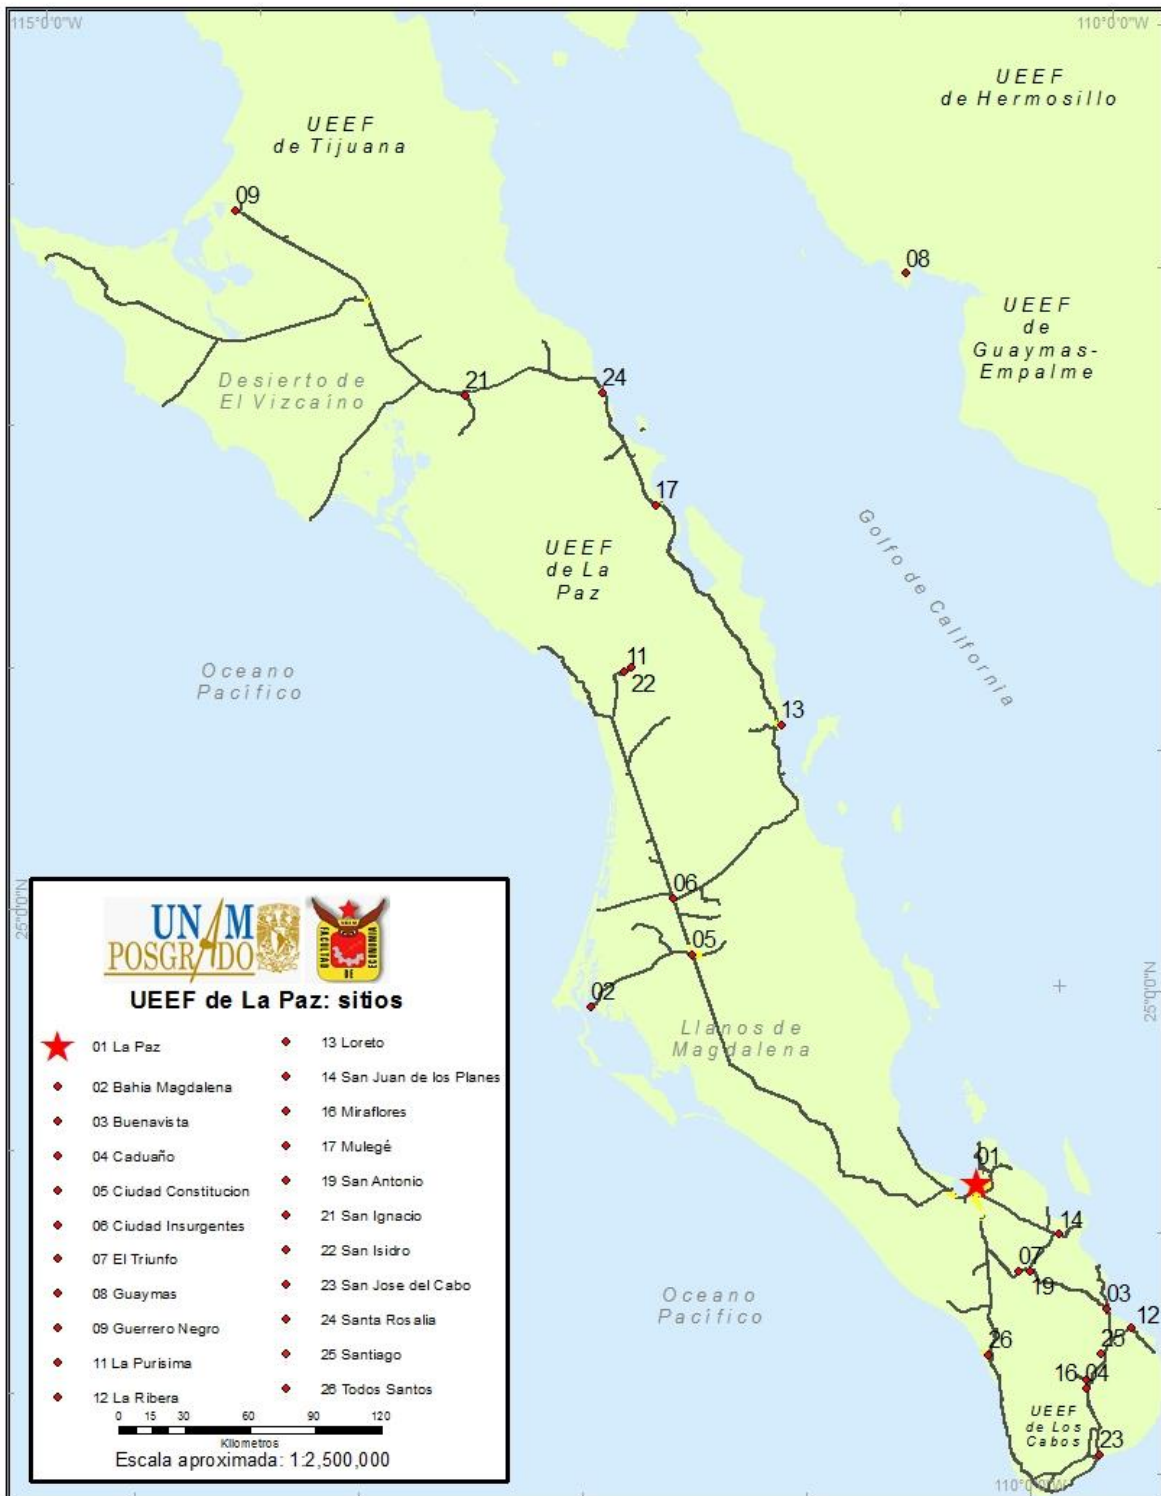 115°0'0"W
110°0'0"W
UEEF
de Hermosillo
UEEF
de Tijuana
09
08
UEEF
de
Guaymas-
Empalme
Desierto de
El Vizcaíno
21
24
17
Golfo de California
UEEF
de La
Paz
11
22
Oceano
Pacífico
13
06
05
02
25°0'0"N
25°0'0"N
Llanos de
Magdalena
01
14
07
19
03
12
25
26
16
04
Oceano
Pacífico
UEEF
de Los
Cabos
23
110°0'0"W
UNAM
POSGRADO
FACULTAD
DE
ECONOMIA
UEEF de La Paz: sitios
01 La Paz
02 Bahia Magdalena
03 Buenavista
04 Caduaño
05 Ciudad Constitucion
06 Ciudad Insurgentes
07 El Triunfo
08 Guaymas
09 Guerrero Negro
11 La Purisima
12 La Ribera
13 Loreto
14 San Juan de los Planes
16 Miraflores
17 Mulegé
19 San Antonio
21 San Ignacio
22 San Isidro
23 San Jose del Cabo
24 Santa Rosalia
25 Santiago
26 Todos Santos
0 15 30 60 90 120
Kilometros
Escala aproximada: 1:2,500,000